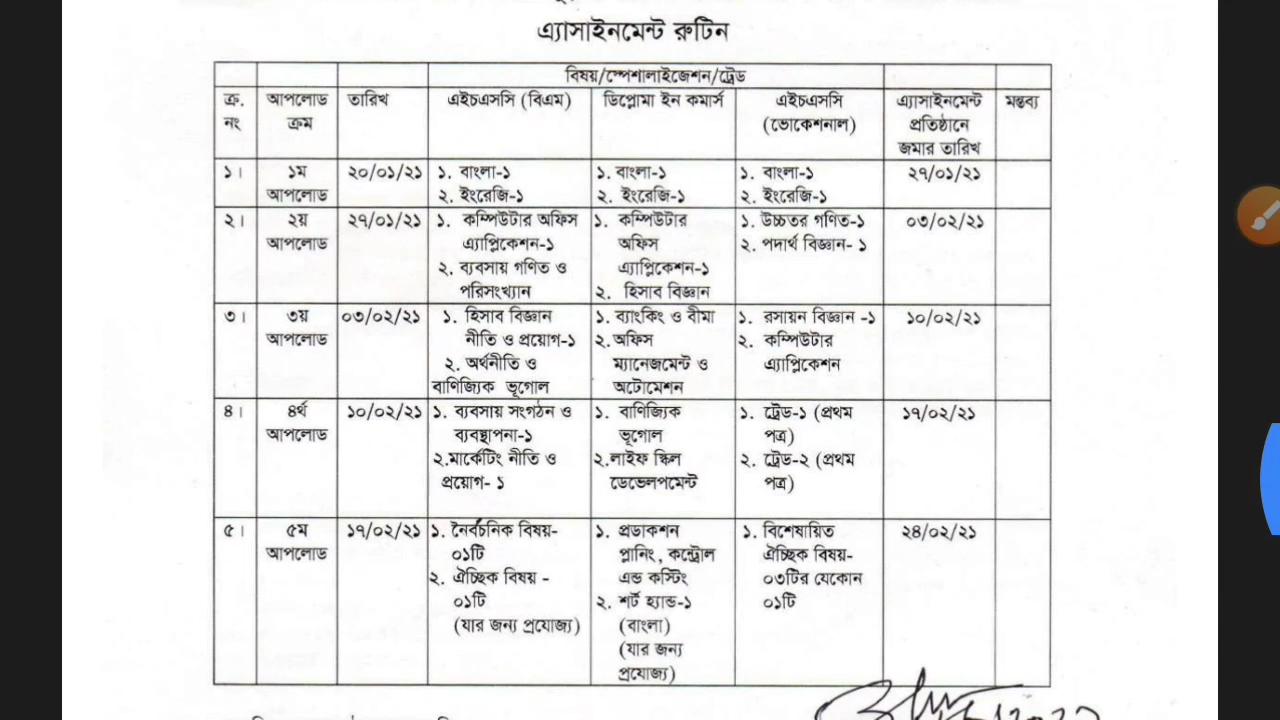 এ্যাসাইনমেন্ট রুটিন
বিষয়/স্পেশালাইজেশন/ট্রেড
ক্র. নং আপলোড ক্রম তারিখ এইচএসসি (বিএম) ডিপ্লোমা ইন কমার্স এইচএসসি (ভোকেশনাল) এ্যাসাইনমেন্ট প্রতিষ্ঠানে জমার তারিখ মন্তব্য
১। ১ম আপলোড ২০/০১/২১ ১. বাংলা-১ ২. ইংরেজি-১ ১. বাংলা-১ ২. ইংরেজি-১ ১. বাংলা-১ ২. ইংরেজি-১ ২৭/০১/২১
২। ২য় আপলোড ২৭/০১/২১ ১. কম্পিউটার অফিস এ্যাপ্লিকেশন-১ ২. ব্যবসায় গণিত ও পরিসংখ্যান ১. কম্পিউটার অফিস এ্যাপ্লিকেশন-১ ২. হিসাব বিজ্ঞান ১. উচ্চতর গণিত-১ ২. পদার্থ বিজ্ঞান- ১ ০৩/০২/২১
৩। ৩য় আপলোড ০৩/০২/২১ ১. হিসাব বিজ্ঞান নীতি ও প্রয়োগ-১ ২. অর্থনীতি ও বাণিজ্যিক ভূগোল ১. ব্যাংকিং ও বীমা ২.অফিস ম্যানেজমেন্ট ও অটোমেশন ১. রসায়ন বিজ্ঞান -১ ২. কম্পিউটার এ্যাপ্লিকেশন ১০/০২/২১
৪। ৪র্থ আপলোড ১০/০২/২১ ১. ব্যবসায় সংগঠন ও ব্যবস্থাপনা-১ ২.মার্কেটিং নীতি ও প্রয়োগ- ১ ১. বাণিজ্যিক ভূগোল ২.লাইফ স্কিল ডেভেলপমেন্ট ১. ট্রেড-১ (প্রথম পত্র) ২. ট্রেড-২ (প্রথম পত্র) ১৭/০২/২১
৫। ৫ম আপলোড ১৭/০২/২১ ১. নৈর্বচনিক বিষয়- ০১টি ২. ঐচ্ছিক বিষয় - ০১টি (যার জন্য প্রযোজ্য) ১. প্রডাকশন প্লানিং, কন্ট্রোল এন্ড কস্টিং ২. শর্ট হ্যান্ড-১ (বাংলা) (যার জন্য প্রযোজ্য) ১. বিশেষায়িত ঐচ্ছিক বিষয়- ০৩টির যেকোন ০১টি ২৪/০২/২১